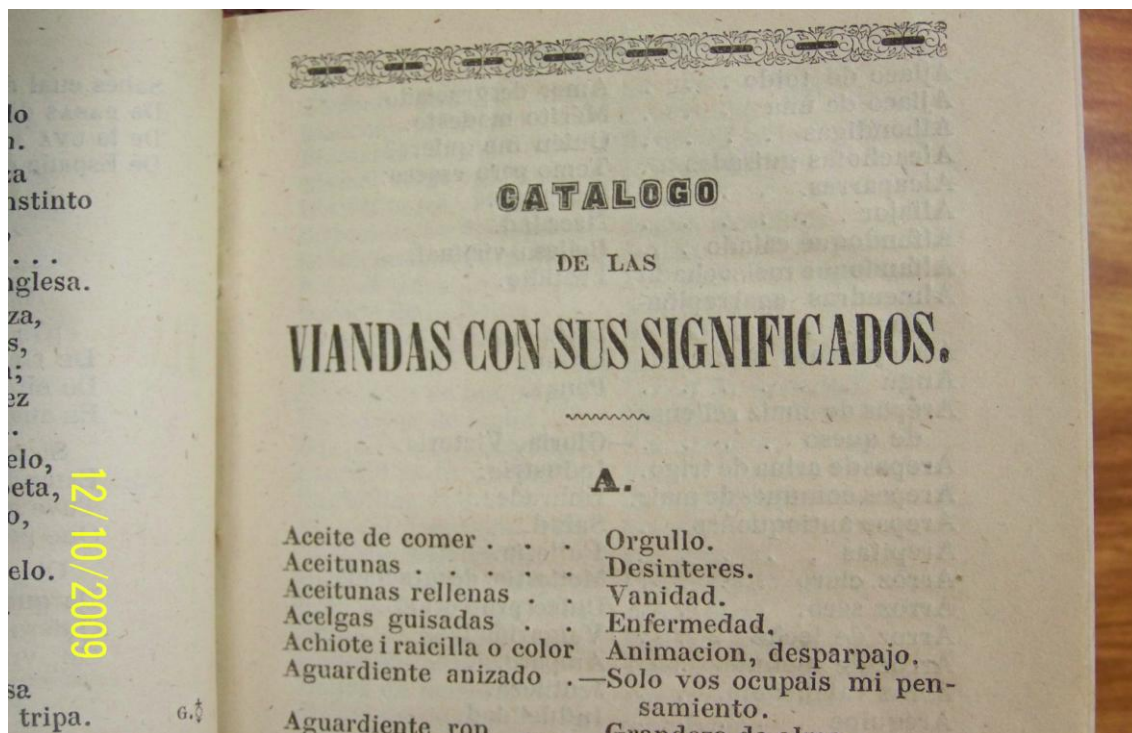 lo
nstinto
nglesa.
za,
s,
ez
elo,
o,
elo.
sa
tripa.
G.
CATALOGO
DE LAS
VIANDAS CON SUS SIGNIFICADOS.
A.
Aceite de comer . . . Orgullo.
Aceitunas . . . . . Desinteres.
Aceitunas rellenas . . Vanidad.
Acelgas guisadas . . Enfermedad.
Achiote i raicilla o color Animacion, desparpajo.
Aguardiente anizado .—Solo vos ocupais mi pen-
samiento.
Aguardiente ron
12/10/2009